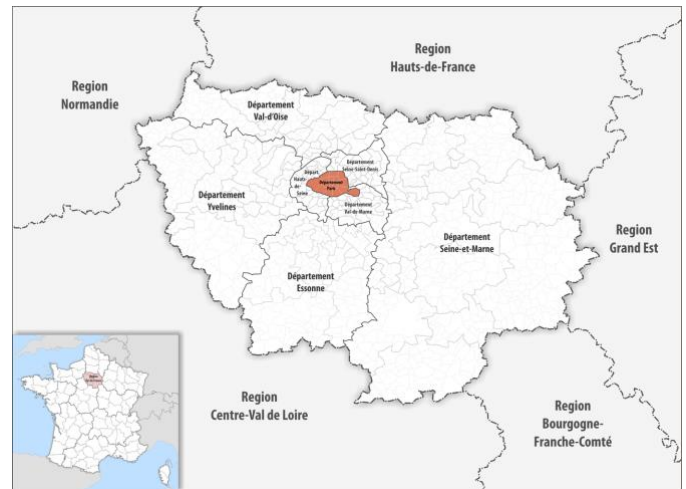 Region
Hauts-de-France
Region
Normandie
Département
Val-d'Oise
Département
Seine-Saint-Denis
Départ.
Hauts-
de-
Seine
Département
Paris
Département
Yvelines
Département
Val de Marne
Region
Grand Est
Département
Seine-et-Marne
Département
Essonne
Region
Centre-Val de Loire
Region
Bourgogne-
Franche-Comté